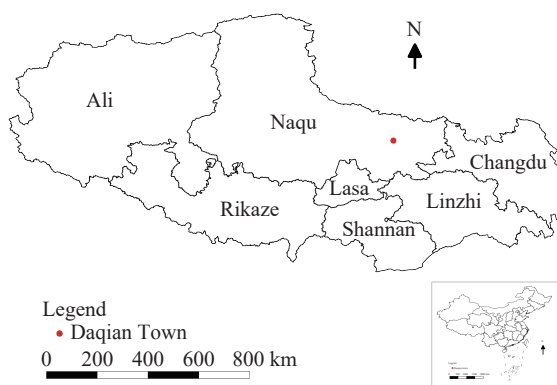 N
Ali
Naqu
Changdu
Lasa
Linzhi
Rikaze
Shannan
Legend
Daqian Town
0 200 400 600 800 km